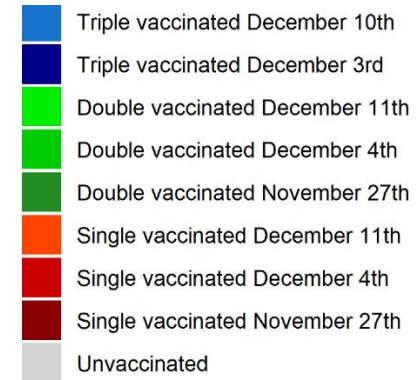 Triple vaccinated December 10th
Triple vaccinated December 3rd
Double vaccinated December 11th
Double vaccinated December 4th
Double vaccinated November 27th
Single vaccinated December 11th
Single vaccinated December 4th
Single vaccinated November 27th
Unvaccinated